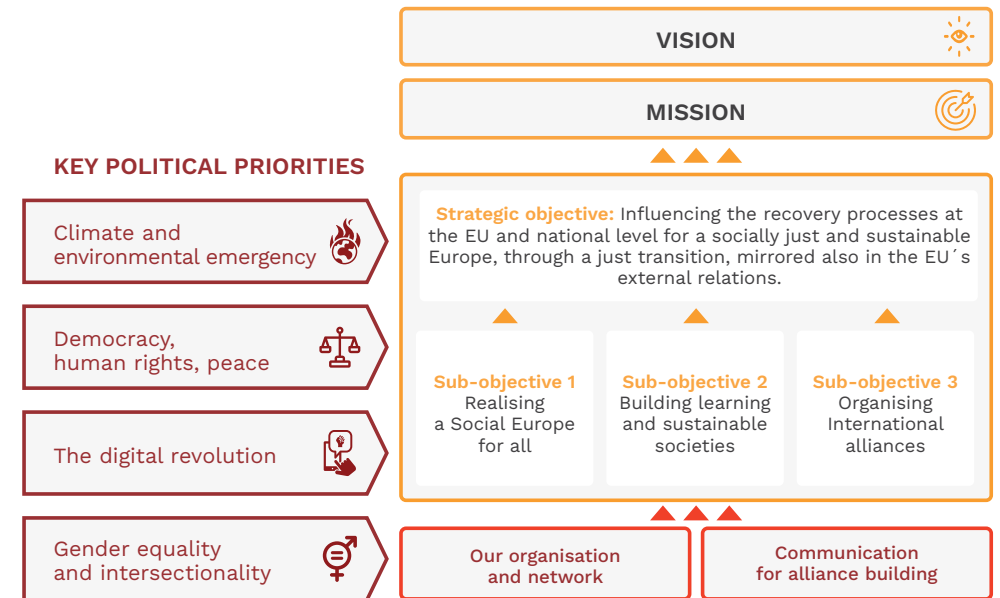 VISION
MISSION
KEY POLITICAL PRIORITIES
Climate and
environmental emergency
Democracy,
human rights, peace
The digital revolution
Gender equality
and intersectionality
Strategic objective: Influencing the recovery processes at
the EU and national level for a socially just and sustainable
Europe, through a just transition, mirrored also in the EU´s
external relations.
Sub-objective 1
Realising
a Social Europe
for all
Sub-objective 2
Building learning
and sustainable
societies
Sub-objective 3
Organising
International
alliances
Our organisation
and network
Communication
for alliance building